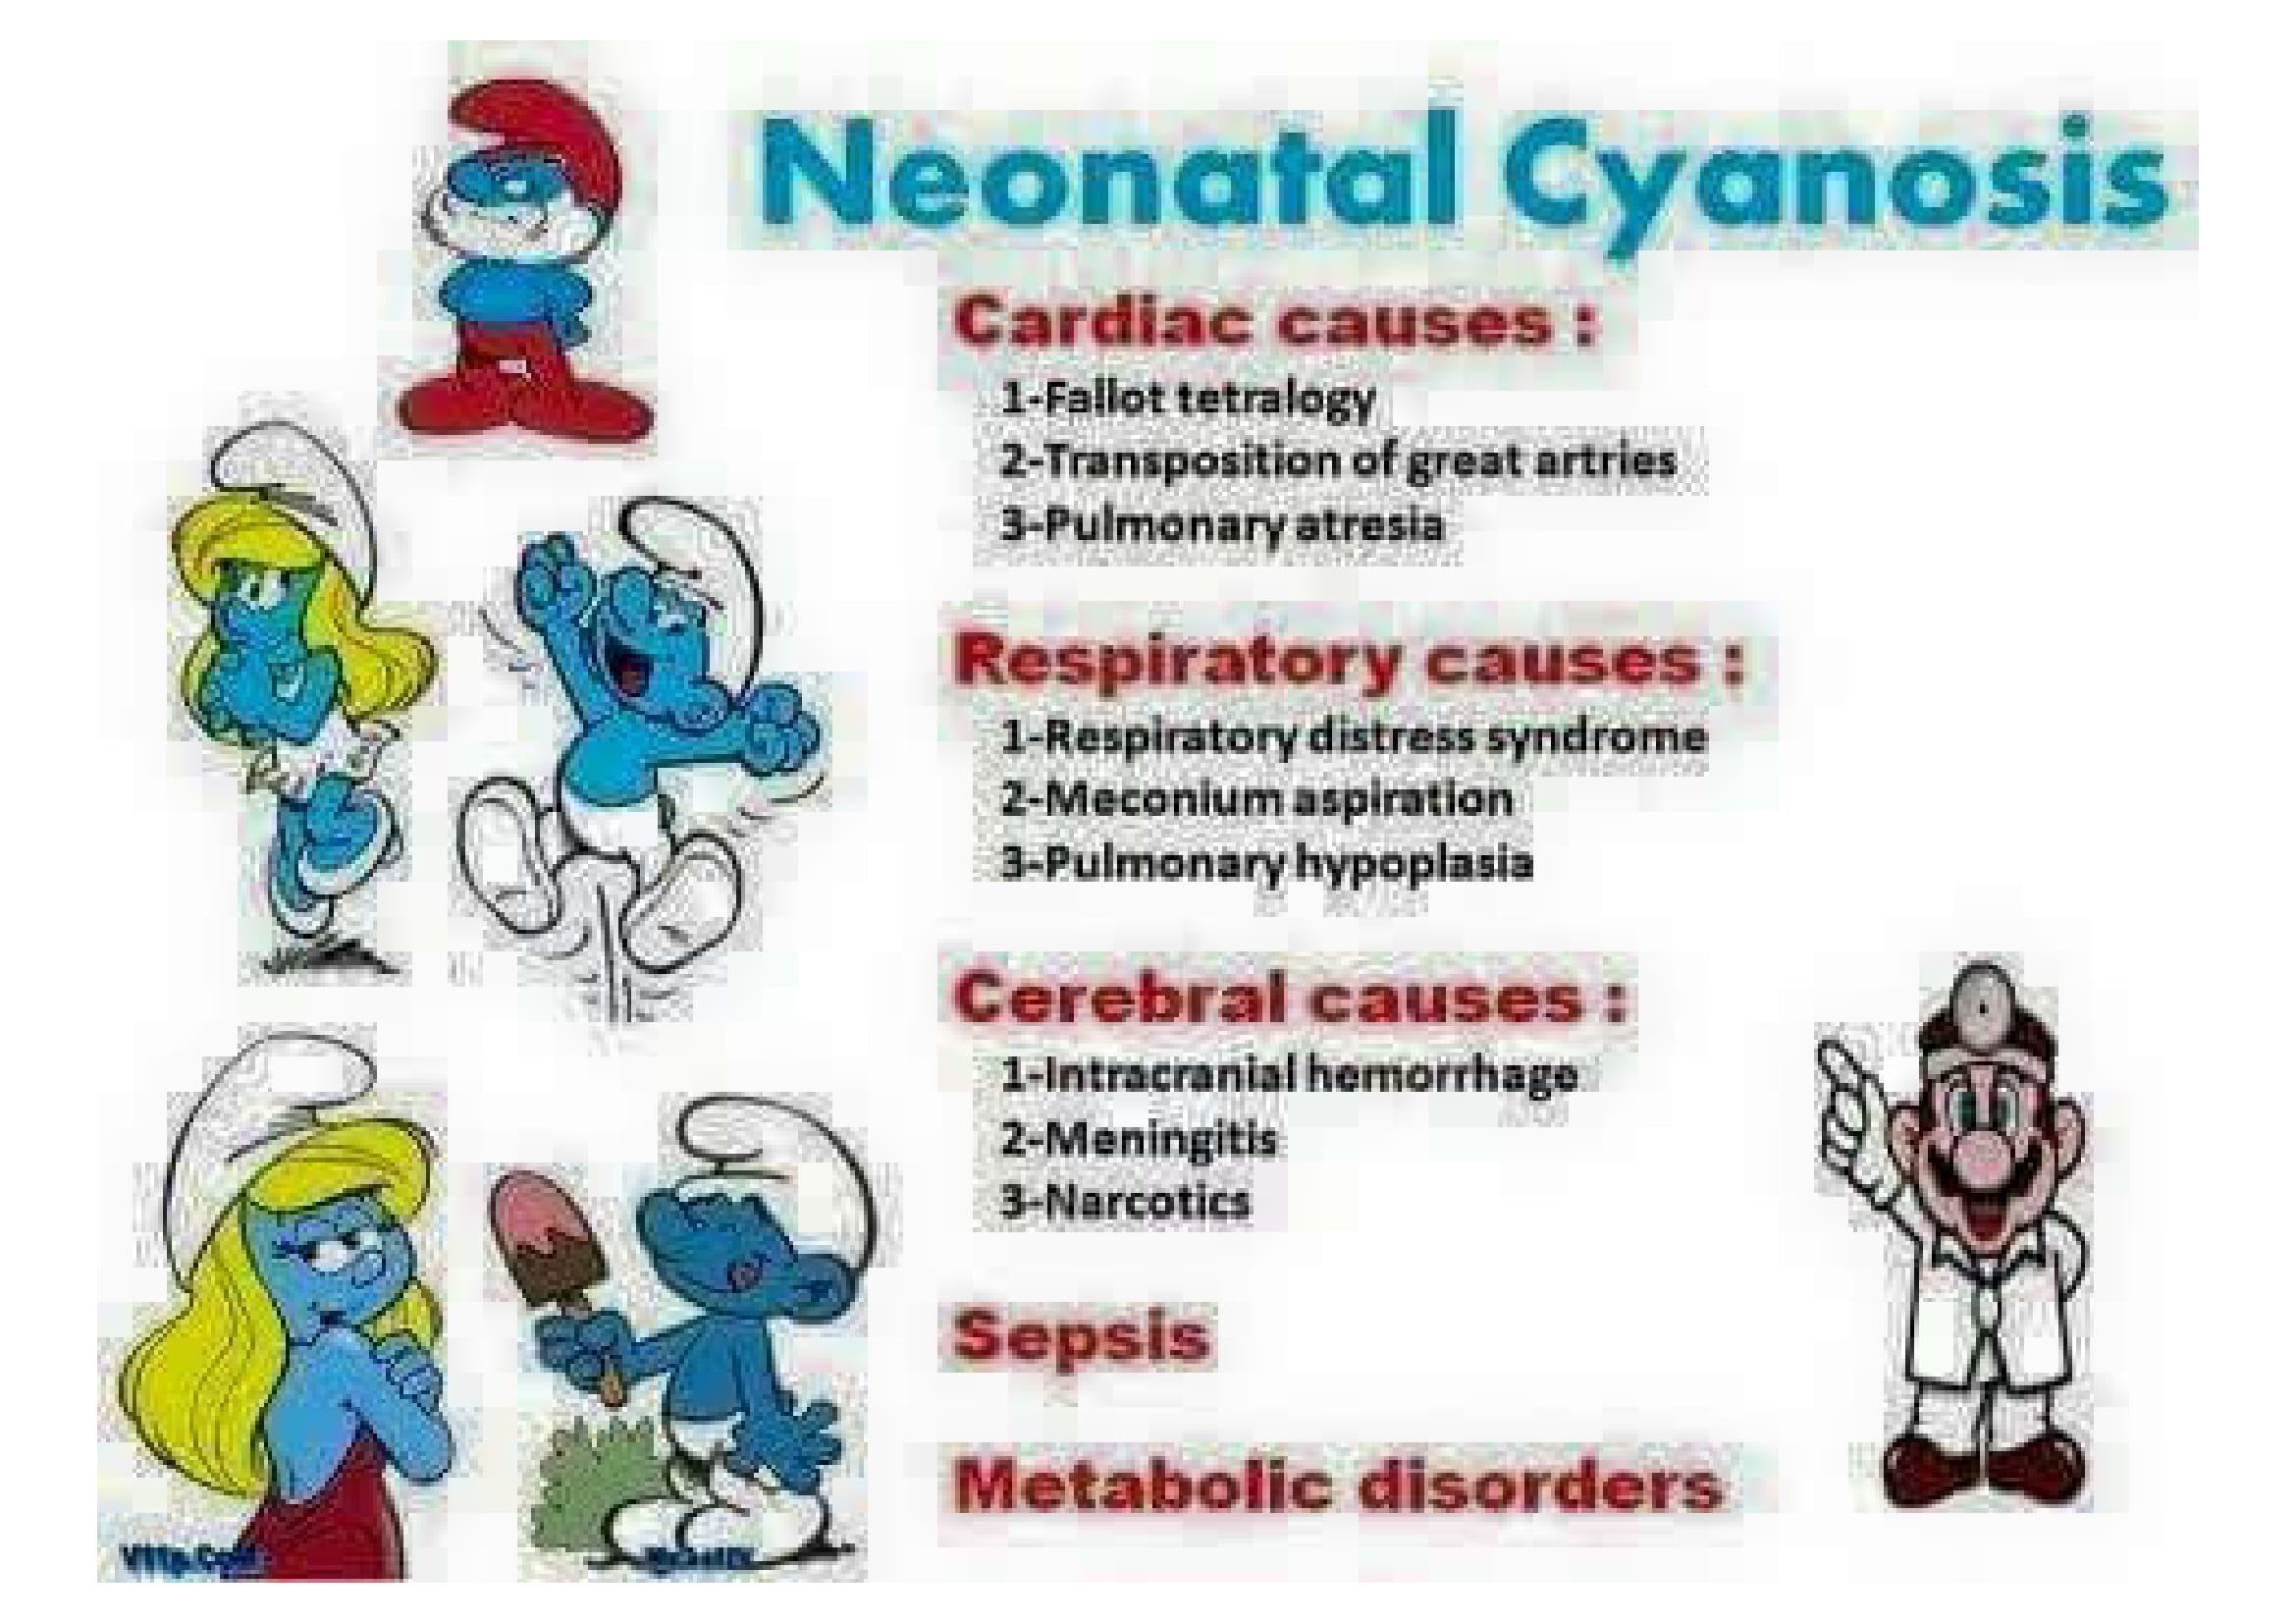 Neonatal Cyanosis
Cardiac causes :
1-Fallot tetralogy
2-Transposition of great artries
3-Pulmonary atresia
Respiratory causes :
1-Respiratory distress syndrome
2-Meconium aspiration
3-Pulmonary hypoplasia
Cerebral causes :
1-Intracranial hemorrhage
2-Meningitis
3-Narcotics
Sepsis
Metabolic disorders